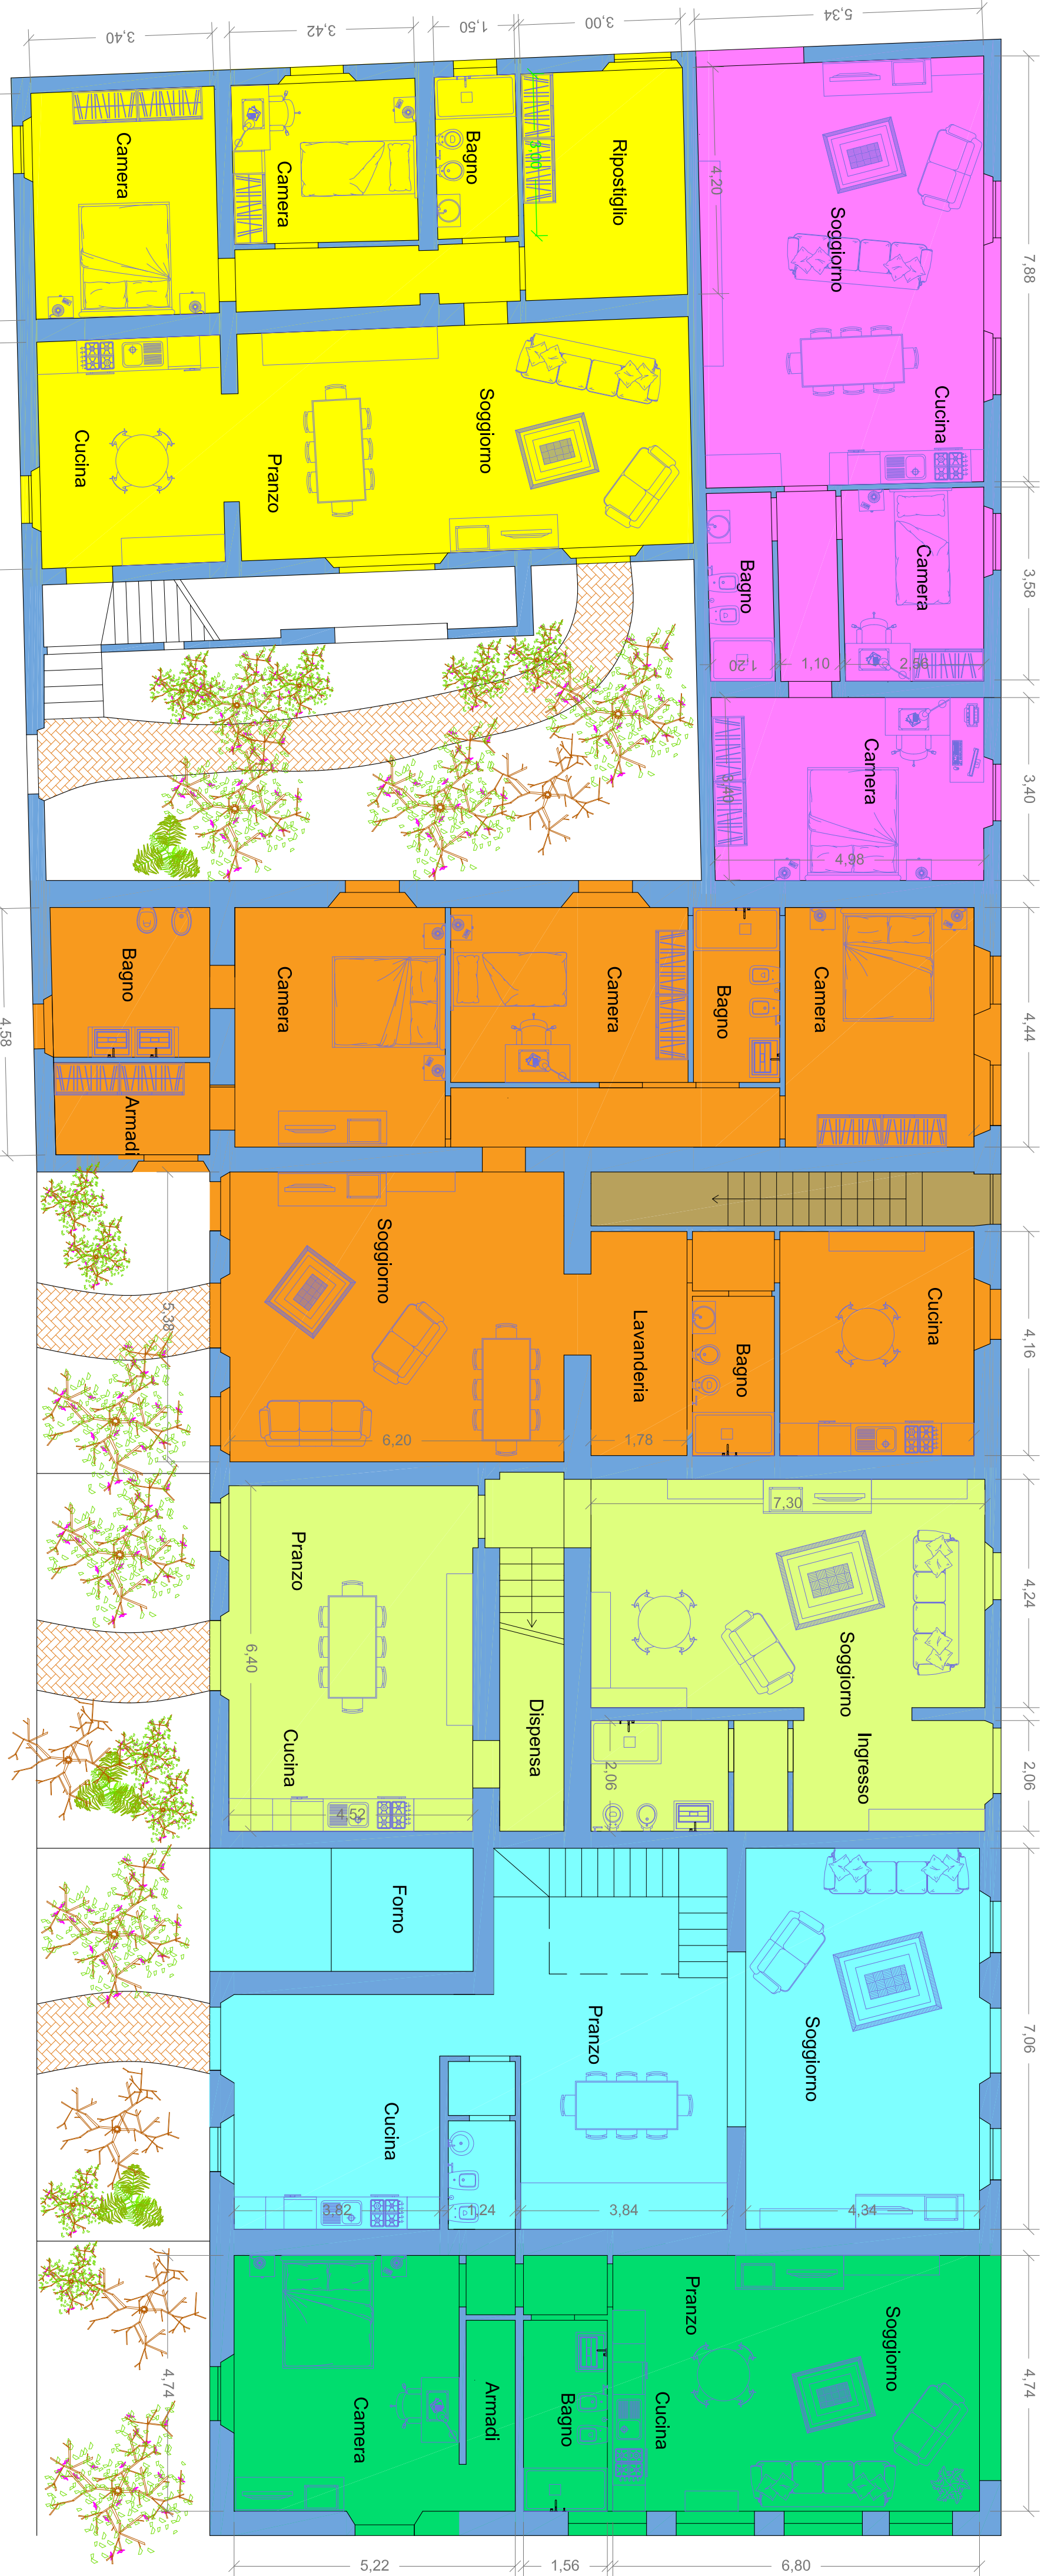 3,40
3,42
1,50
3,00
5,34
Camera
Camera
Bagno
Ripostiglio
3,00
4,20
Soggiorno
7,88
Cucina
Cucina
Pranzo
Soggiorno
Bagno
Camera
3,58
1,20
1,10
2,56
Camera
3,40
3,40
4,98
Bagno
Camera
Camera
Bagno
Camera
4,44
4,58
Armadi
Soggiorno
5,38
Lavanderia
Bagno
Cucina
4,16
6,20
1,78
7,30
Pranzo
4,24
Soggiorno
6,40
Dispensa
Cucina
Ingresso
2,06
2,06
4,52
Forno
Pranzo
Soggiorno
7,06
Cucina
3,82
1,24
3,84
4,34
Pranzo
Soggiorno
4,74
4,74
Camera
Armadi
Bagno
Cucina
5,22
1,56
6,80